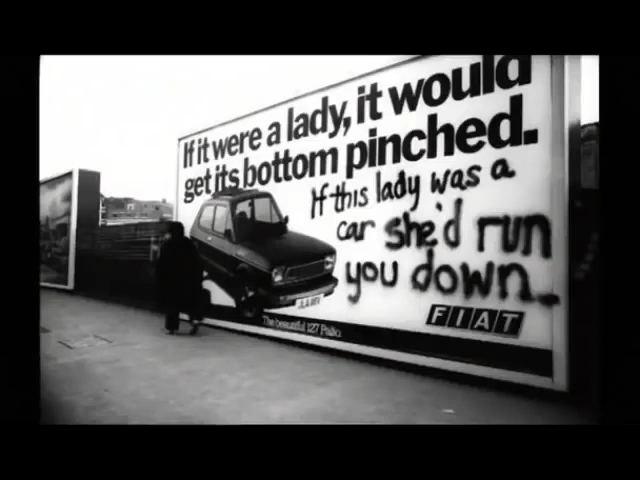 If it were a lady, it would
get its bottom pinched.
If this lady was a
car she'd run
you down_
FIAT
The beautiful 127 Palio